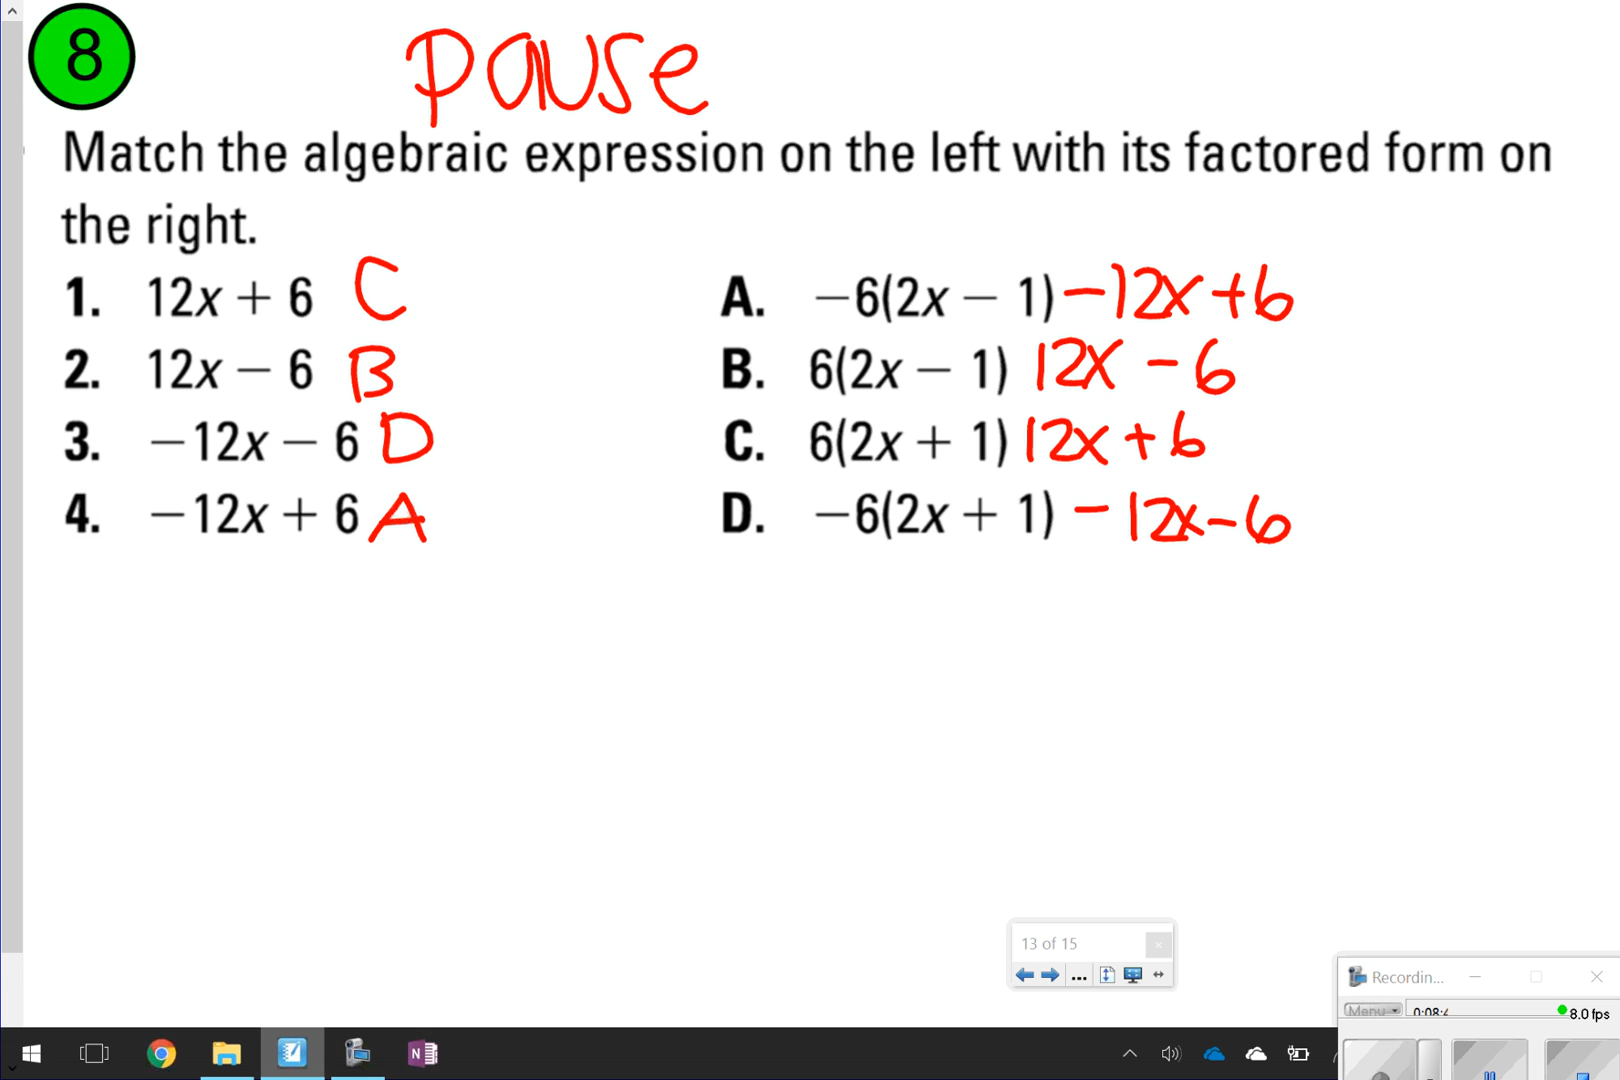 8
pause
Match the algebraic expression on the left with its factored form on
the right.
1. 12x + 6 C
A. −6(2x − 1) −12x + 6
2. 12x − 6 B
B. 6(2x − 1) 12x − 6
3. −12x − 6 D
C. 6(2x + 1) 12x + 6
4. −12x + 6 A
D. −6(2x + 1) −12x − 6
13 of 15
Recordin...
Menu
8.0 fps
N